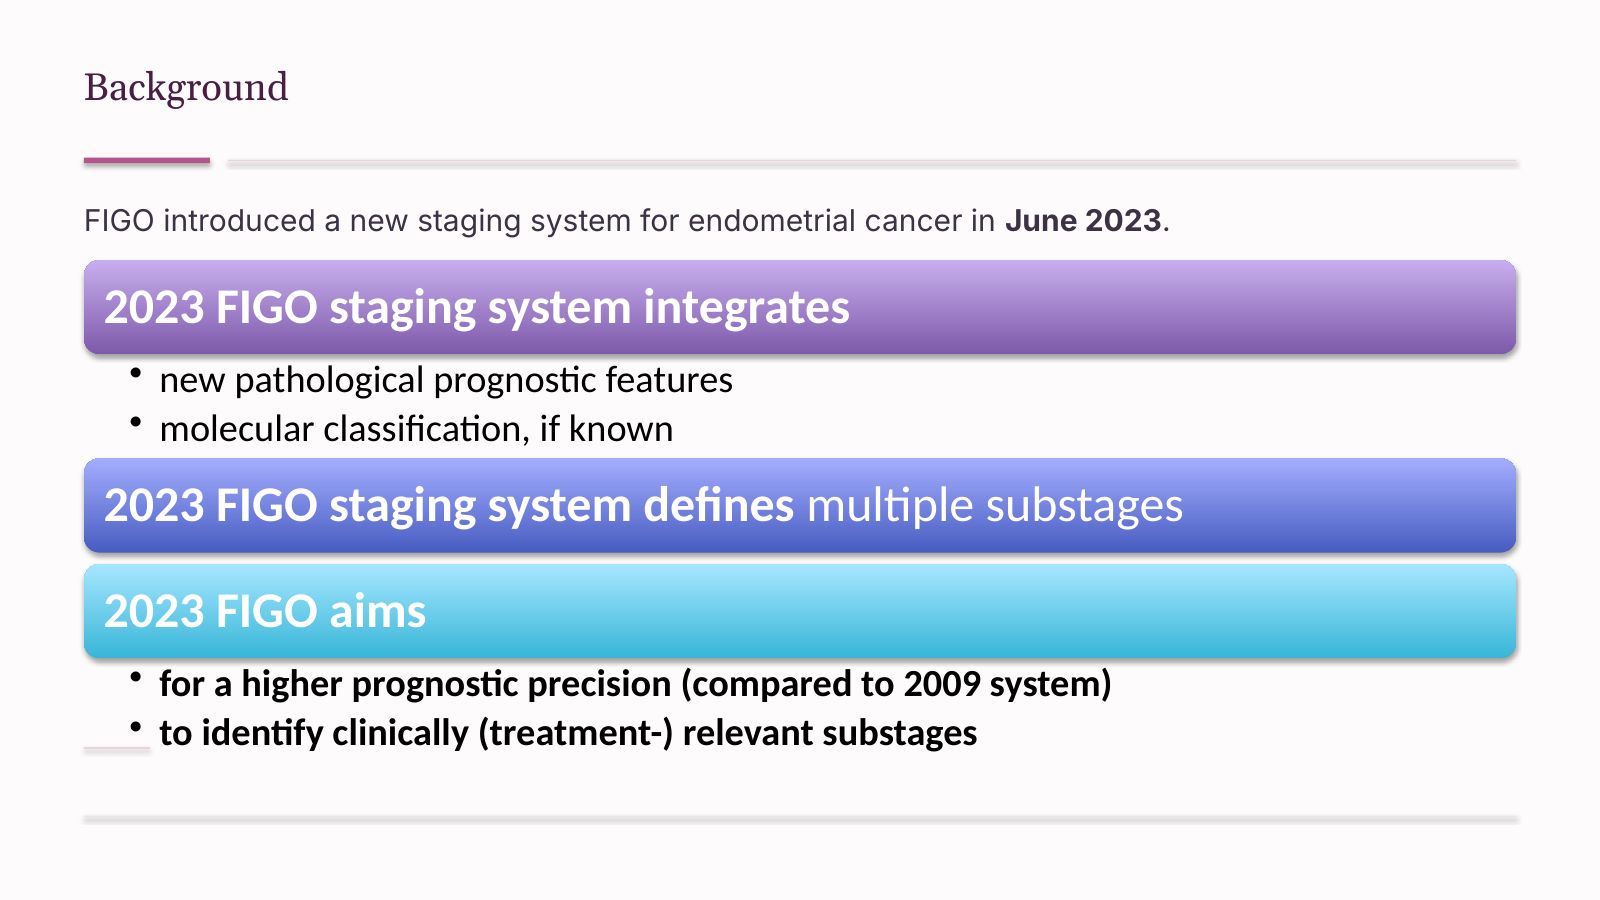 Background
FIGO introduced a new staging system for endometrial cancer in June 2023.
2023 FIGO staging system integrates
• new pathological prognostic features
• molecular classification, if known
2023 FIGO staging system defines multiple substages
2023 FIGO aims
• for a higher prognostic precision (compared to 2009 system)
• to identify clinically (treatment-) relevant substages